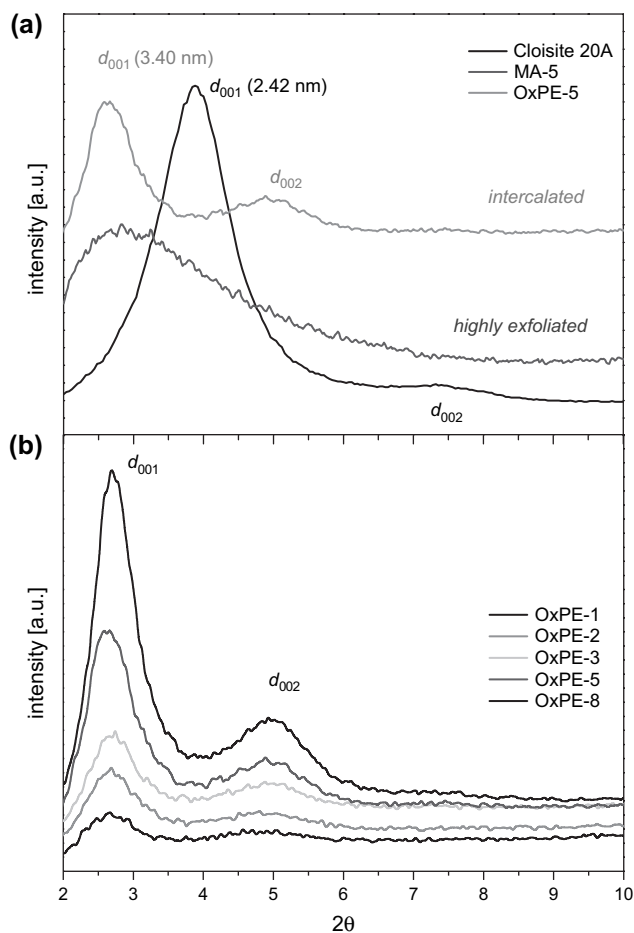 (a)
d001 (3.40 nm)
d001 (2.42 nm)
Cloisite 20A
MA-5
OxPE-5
d002
intercalated
highly exfoliated
d002
intensity [a.u.]
(b)
d001
d002
OxPE-1
OxPE-2
OxPE-3
OxPE-5
OxPE-8
intensity [a.u.]
2 3 4 5 6 7 8 9 10
2θ